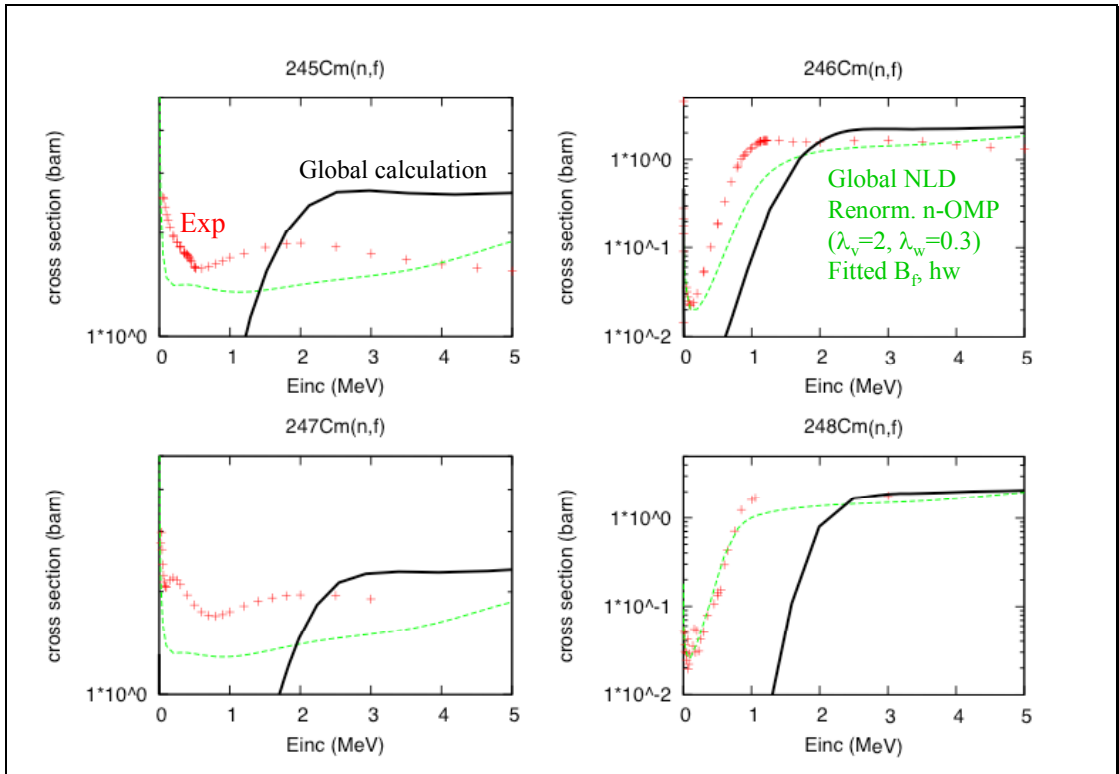 245Cm(n,f)
cross section (barn)
1*10^0
0 1 2 3 4 5
Einc (MeV)
Exp
Global calculation
246Cm(n,f)
cross section (barn)
1*10^0
1*10^-1
1*10^-2
0 1 2 3 4 5
Einc (MeV)
Global NLD
Renorm. n-OMP
(λv=2, λw=0.3)
Fitted Bf, hw
247Cm(n,f)
cross section (barn)
1*10^0
0 1 2 3 4 5
Einc (MeV)
248Cm(n,f)
cross section (barn)
1*10^0
1*10^-1
1*10^-2
0 1 2 3 4 5
Einc (MeV)